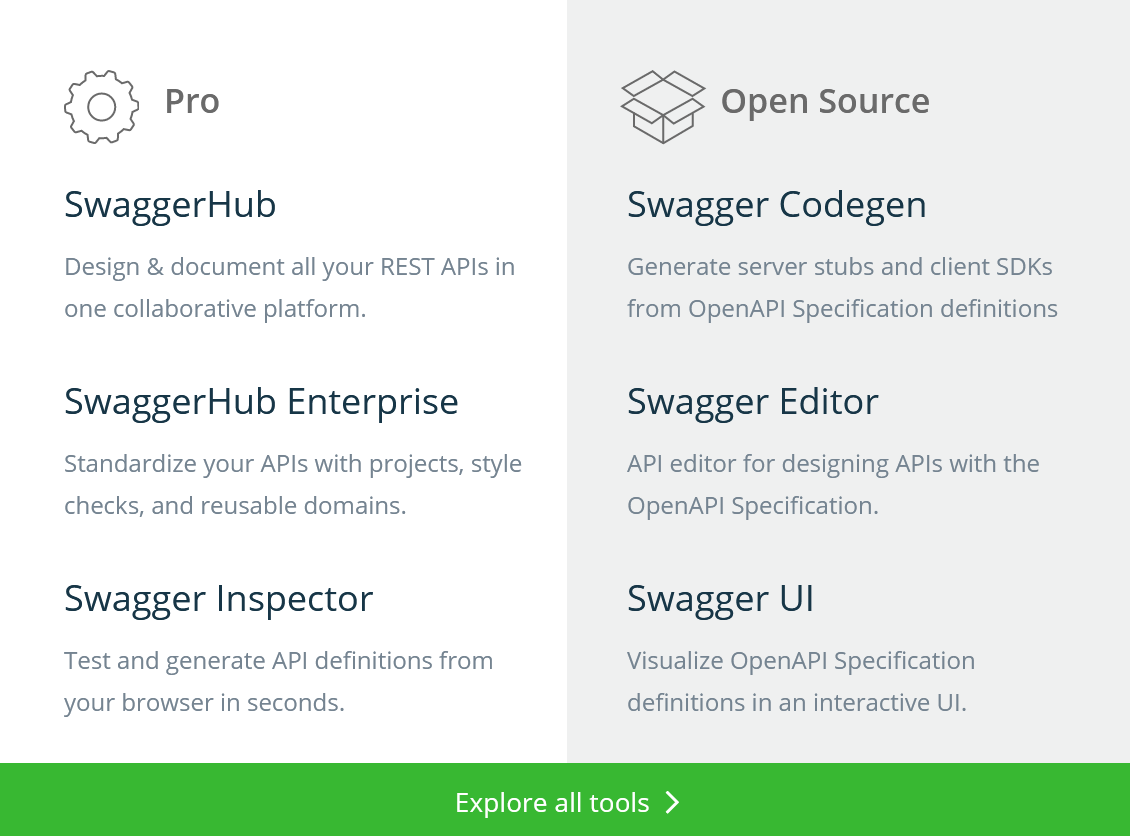 Pro
SwaggerHub
Design & document all your REST APIs in
one collaborative platform.
SwaggerHub Enterprise
Standardize your APIs with projects, style
checks, and reusable domains.
Swagger Inspector
Test and generate API definitions from
your browser in seconds.
Open Source
Swagger Codegen
Generate server stubs and client SDKs
from OpenAPI Specification definitions
Swagger Editor
API editor for designing APIs with the
OpenAPI Specification.
Swagger UI
Visualize OpenAPI Specification
definitions in an interactive UI.
Explore all tools